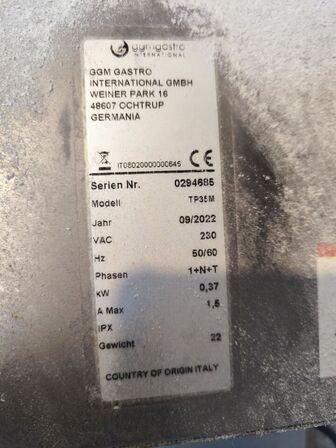 ggmgastro
INTERNATIONAL
GGM GASTRO
INTERNATIONAL GMBH
WEINER PARK 16
48607 OCHTRUP
GERMANIA
IT08020000000645 CE
Serien Nr. 0294685
Modell TP35M
Jahr 09/2022
VAC 230
Hz 50/60
Phasen 1+N+T
kW 0,37
A Max 1,5
IPX
Gewicht 22
COUNTRY OF ORIGIN ITALY